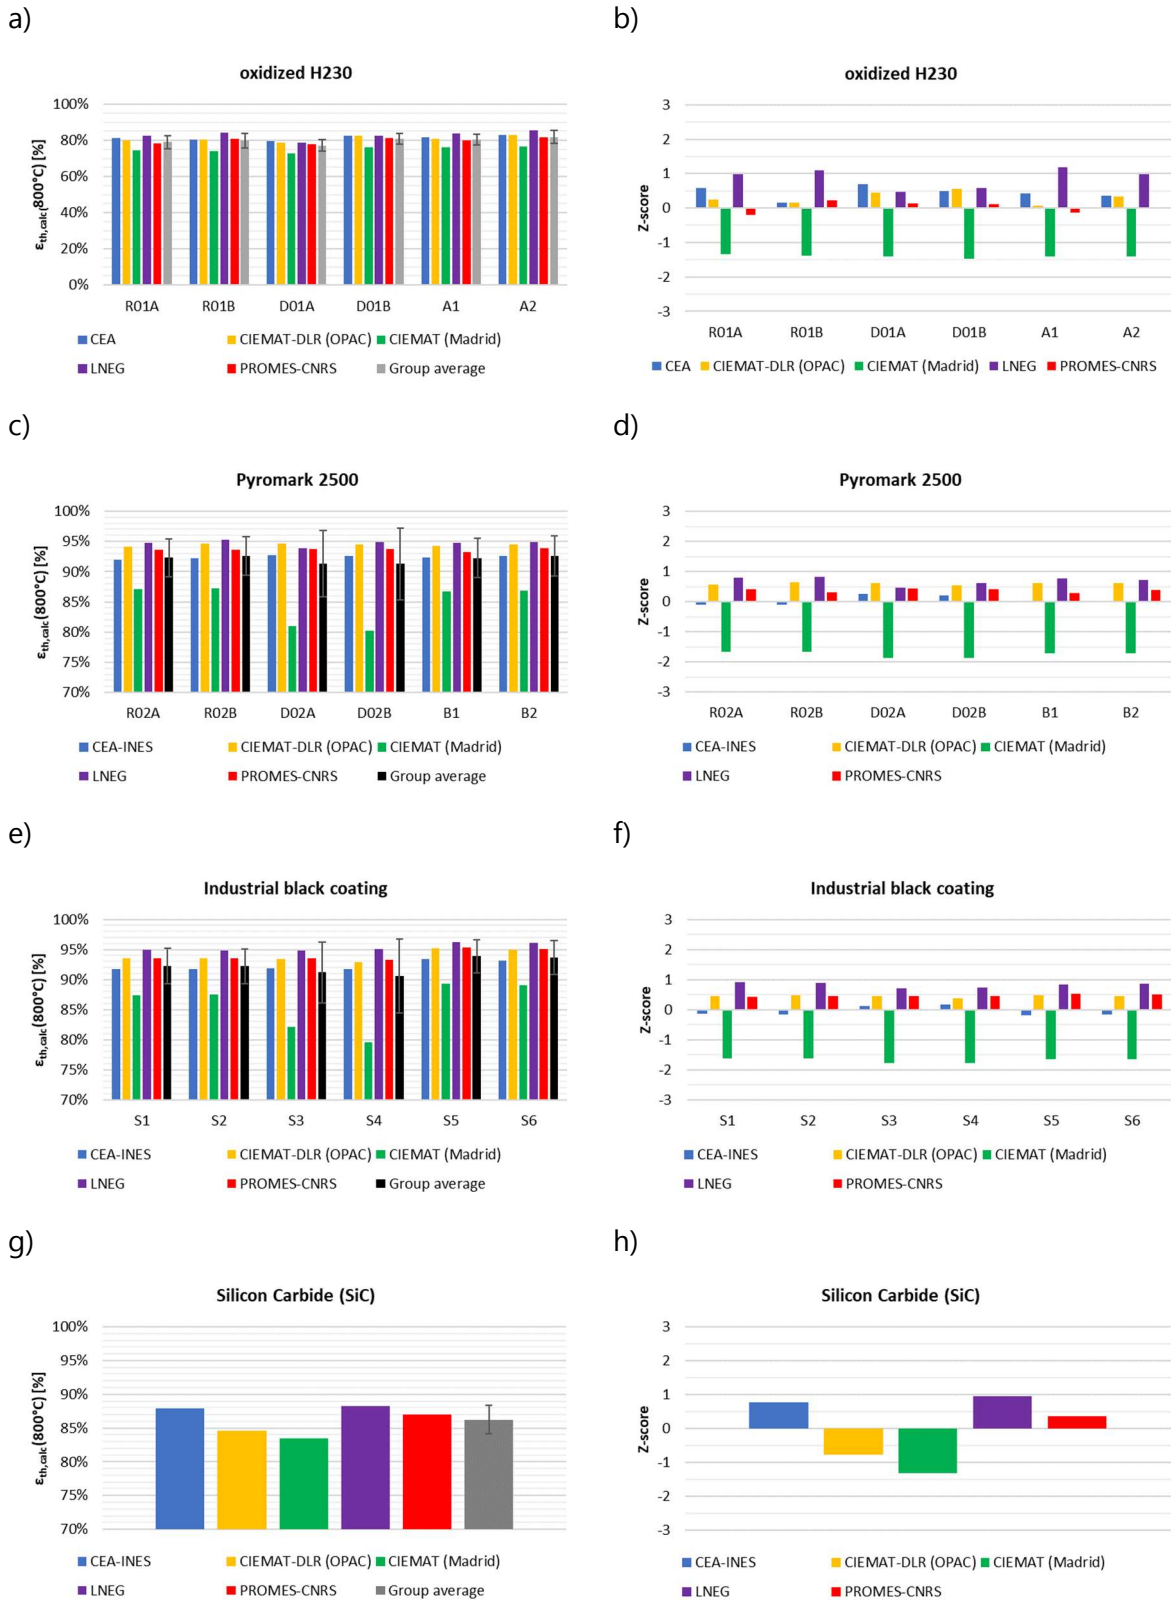 a)
oxidized H230
εth,calc(800°C) [%]
100%
80%
60%
40%
20%
0%
R01A R01B D01A D01B A1 A2
CEA CIEMAT-DLR (OPAC) CIEMAT (Madrid)
LNEG PROMES-CNRS Group average
b)
oxidized H230
Z-score
3
2
1
0
-1
-2
-3
R01A R01B D01A D01B A1 A2
CEA CIEMAT-DLR (OPAC) CIEMAT (Madrid) LNEG PROMES-CNRS
c)
Pyromark 2500
εth,calc(800°C) [%]
100%
95%
90%
85%
80%
75%
70%
R02A R02B D02A D02B B1 B2
CEA-INES CIEMAT-DLR (OPAC) CIEMAT (Madrid)
LNEG PROMES-CNRS Group average
d)
Pyromark 2500
Z-score
3
2
1
0
-1
-2
-3
R02A R02B D02A D02B B1 B2
CEA-INES CIEMAT-DLR (OPAC) CIEMAT (Madrid)
LNEG PROMES-CNRS
e)
Industrial black coating
εth,calc(800°C) [%]
100%
95%
90%
85%
80%
75%
70%
S1 S2 S3 S4 S5 S6
CEA-INES CIEMAT-DLR (OPAC) CIEMAT (Madrid)
LNEG PROMES-CNRS Group average
f)
Industrial black coating
Z-score
3
2
1
0
-1
-2
-3
S1 S2 S3 S4 S5 S6
CEA-INES CIEMAT-DLR (OPAC) CIEMAT (Madrid)
LNEG PROMES-CNRS
g)
Silicon Carbide (SiC)
εth,calc(800°C) [%]
100%
95%
90%
85%
80%
75%
70%
CEA-INES CIEMAT-DLR (OPAC) CIEMAT (Madrid)
LNEG PROMES-CNRS Group average
h)
Silicon Carbide (SiC)
Z-score
3
2
1
0
-1
-2
-3
CEA-INES CIEMAT-DLR (OPAC) CIEMAT (Madrid)
LNEG PROMES-CNRS